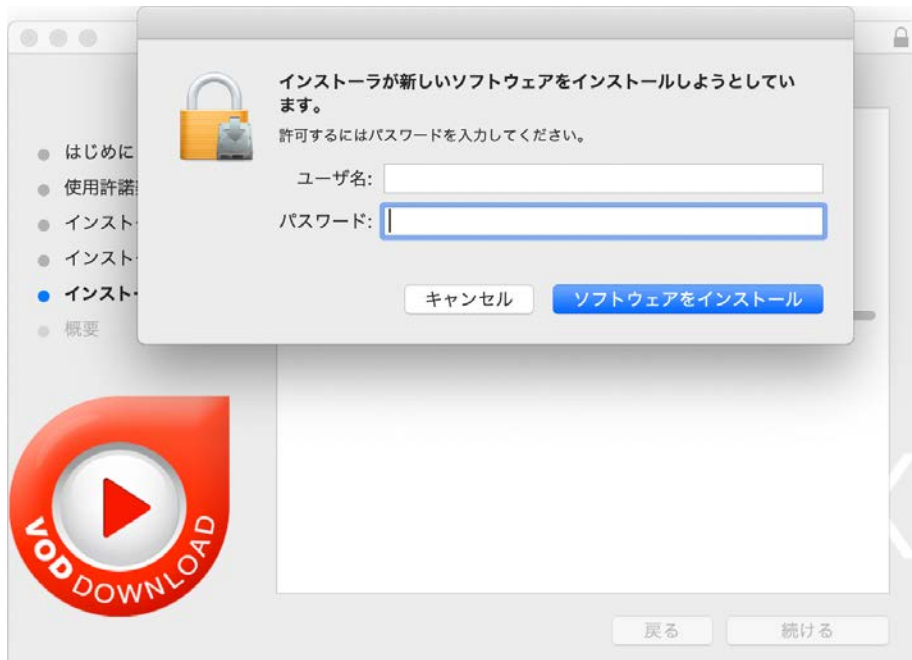 インストーラが新しいソフトウェアをインストールしようとしてい
ます。
許可するにはパスワードを入力してください。
ユーザ名:
パスワード:
キャンセル
ソフトウェアをインストール
はじめに
使用許諾
インスト
インスト
インスト
概要
VOD DOWNLOAD
戻る
続ける